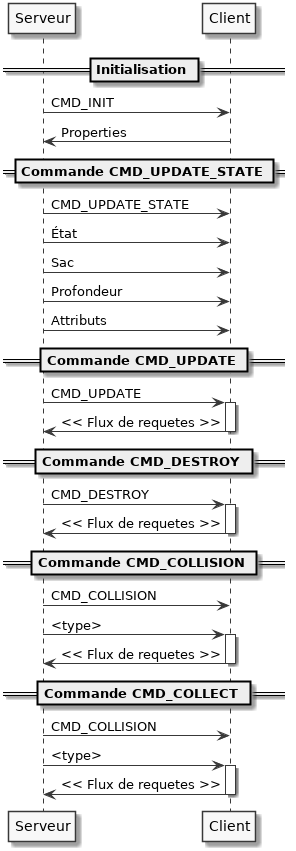 Serveur Client
Initialisation
CMD_INIT
Properties
Commande CMD_UPDATE_STATE
CMD_UPDATE_STATE
État
Sac
Profondeur
Attributs
Commande CMD_UPDATE
CMD_UPDATE
<< Flux de requetes >>
Commande CMD_DESTROY
CMD_DESTROY
<< Flux de requetes >>
Commande CMD_COLLISION
CMD_COLLISION
<type>
<< Flux de requetes >>
Commande CMD_COLLECT
CMD_COLLISION
<type>
<< Flux de requetes >>
Serveur Client